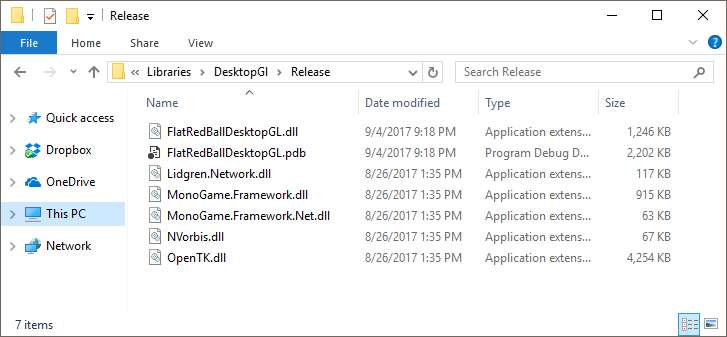 Release
File Home Share View
Libraries DesktopGl Release Search Release
Name Date modified Type Size
Quick access
Dropbox
OneDrive
This PC
Network
FlatRedBallDesktopGL.dll 9/4/2017 9:18 PM Application extens... 1,246 KB
FlatRedBallDesktopGL.pdb 9/4/2017 9:18 PM Program Debug D... 2,202 KB
Lidgren.Network.dll 8/26/2017 1:35 PM Application extens... 117 KB
MonoGame.Framework.dll 8/26/2017 1:35 PM Application extens... 915 KB
MonoGame.Framework.Net.dll 8/26/2017 1:35 PM Application extens... 63 KB
NVorbis.dll 8/26/2017 1:35 PM Application extens... 67 KB
OpenTK.dll 8/26/2017 1:35 PM Application extens... 4,254 KB
7 items